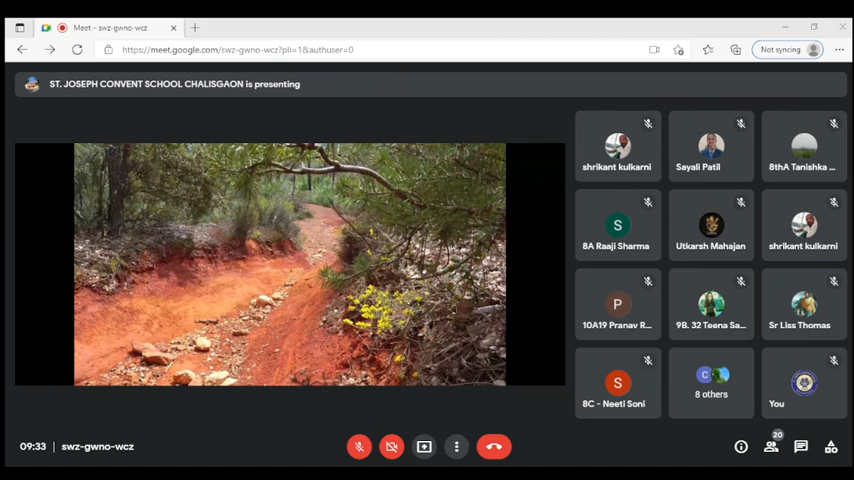 Meet – swz-gwno-wcz
https://meet.google.com/swz-gwno-wcz?pli=1&authuser=0
Not syncing
ST. JOSEPH CONVENT SCHOOL CHALISGAON is presenting
shrikant kulkarni
Sayali Patil
8thA Tanishka ...
S
8A Raaji Sharma
Utkarsh Mahajan
shrikant kulkarni
P
10A19 Pranav R...
9B. 32 Teena Sa...
Sr Liss Thomas
S
8C - Neeti Soni
C
8 others
You
09:33 | swz-gwno-wcz
20